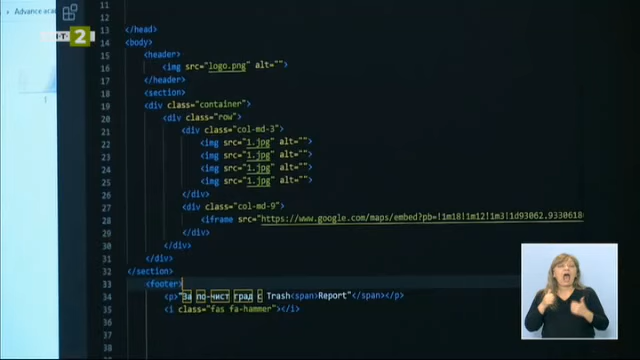 Advance aca
БНТ 2
11
12
13 </head>
14 <body>
15 <header>
16 <img src="logo.png" alt="">
17 </header>
18 <section>
19 <div class="container">
20 <div class="row">
21 <div class="col-md-3">
22 <img src="1.jpg" alt="">
23 <img src="1.jpg" alt="">
24 <img src="1.jpg" alt="">
25 <img src="1.jpg" alt="">
26 </div>
27 <div class="col-md-9">
28 <iframe src="https://www.google.com/maps/embed?pb=!1m18!1m12!1m3!1d93062.9330618
29 </div>
30 </div>
31 </div>
32 </section>
33 <footer>
34 <p>"За по-чист град с Trash<span>Report"</span></p>
35 <i class="fas fa-hammer"></i>
36